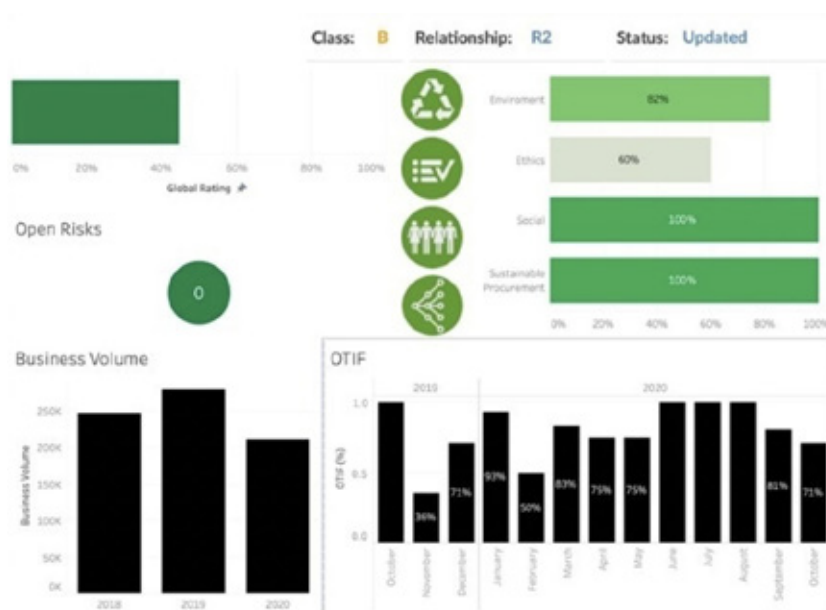 Class: B Relationship: R2 Status: Updated
0% 20% 40% 60% 80% 100%
Global Rating
Enviroment 82%
Ethics 60%
Social 100%
Sustainable
Procurement 100%
0% 20% 40% 60% 80% 100%
Open Risks
0
Business Volume
Business Volume
250K
200K
150K
100K
50K
0K
2018 2019 2020
OTIF
2019 2020
OTIF (%)
1.0
0.5
0.0
36% 71% 93% 50% 83% 75% 75% 81% 71%
October November December January February March April May June July August September October